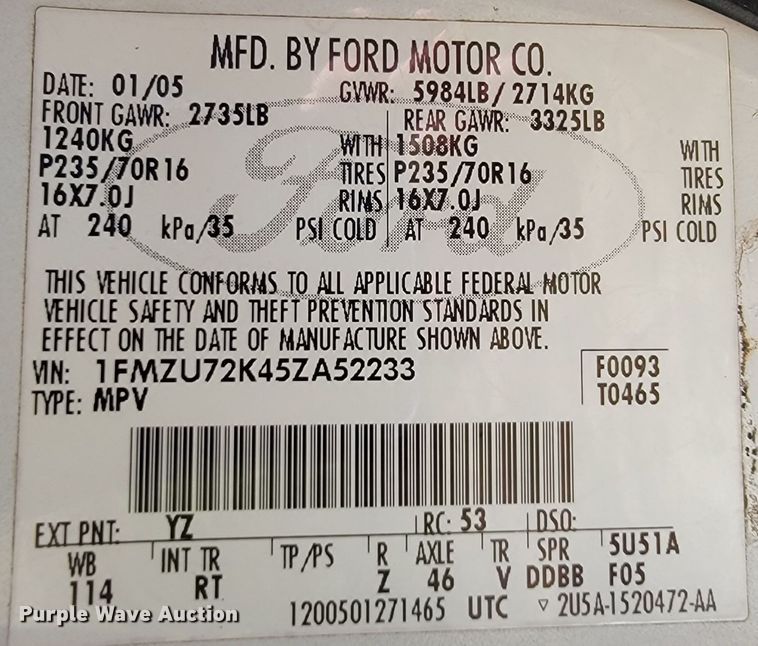 MFD. BY FORD MOTOR CO.
DATE: 01/05 GVWR: 5984LB/ 2714KG
FRONT GAWR: 2735LB REAR GAWR: 3325LB
1240KG WITH 1508KG WITH
P235/70R16 TIRES P235/70R16 TIRES
16X7.0J RIMS 16X7.0J RIMS
AT 240 kPa/35 PSI COLD AT 240 kPa/35 PSI COLD
Ford
THIS VEHICLE CONFORMS TO ALL APPLICABLE FEDERAL MOTOR
VEHICLE SAFETY AND THEFT PREVENTION STANDARDS IN
EFFECT ON THE DATE OF MANUFACTURE SHOWN ABOVE.
VIN: 1FMZU72K45ZA52233 F0093
TYPE: MPV T0465
EXT PNT: YZ RC: 53 DSO:
WB INT TR TP/PS R AXLE TR SPR 5U51A
114 RT Z 46 V DDBB F05
1200501271465 UTC ▽ 2U5A-1520472-AA
Purple Wave Auction